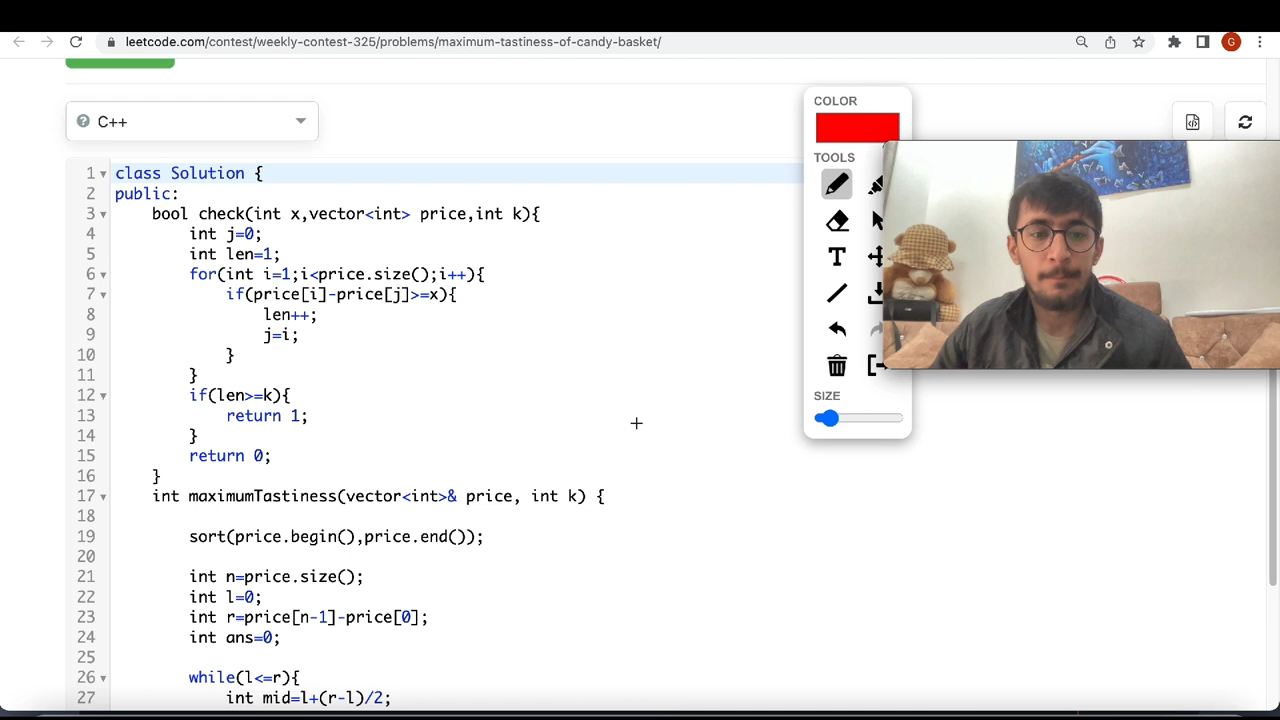 leetcode.com/contest/weekly-contest-325/problems/maximum-tastiness-of-candy-basket/
G
C++
COLOR
TOOLS
T
SIZE
1 class Solution {
2 public:
3 bool check(int x,vector<int> price,int k){
4 int j=0;
5 int len=1;
6 for(int i=1;i<price.size();i++){
7 if(price[i]-price[j]>=x){
8 len++;
9 j=i;
10 }
11 }
12 if(len>=k){
13 return 1;
14 }
15 return 0;
16 }
17 int maximumTastiness(vector<int>& price, int k) {
18
19 sort(price.begin(),price.end());
20
21 int n=price.size();
22 int l=0;
23 int r=price[n-1]-price[0];
24 int ans=0;
25
26 while(l<=r){
27 int mid=l+(r-l)/2;